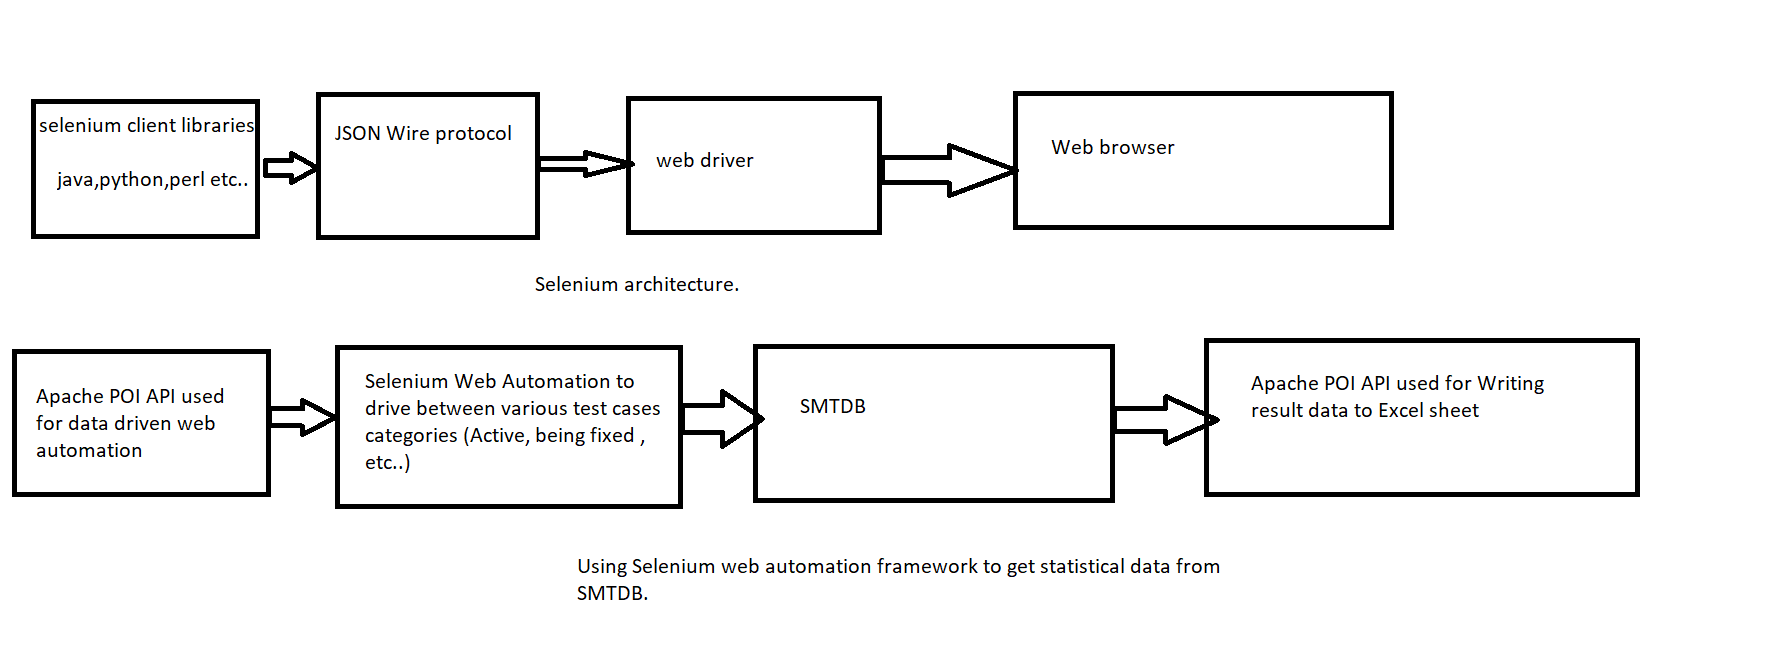 selenium client libraries
java,python,perl etc..
JSON Wire protocol
web driver
Web browser
Selenium architecture.
Apache POI API used
for data driven web
automation
Selenium Web Automation to
drive between various test cases
categories (Active, being fixed ,
etc..)
SMTDB
Apache POI API used for Writing
result data to Excel sheet
Using Selenium web automation framework to get statistical data from
SMTDB.